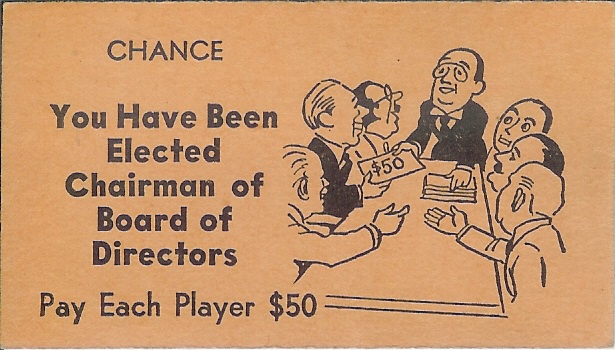 CHANCE
You Have Been
Elected
Chairman of
Board of
Directors
Pay Each Player $50
$50